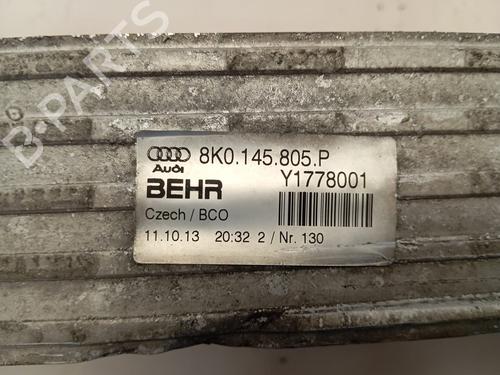 B-PARTS
8K0.145.805.P
Audi
BEHR Y1778001
Czech / BCO
11.10.13 20:32 2 / Nr. 130